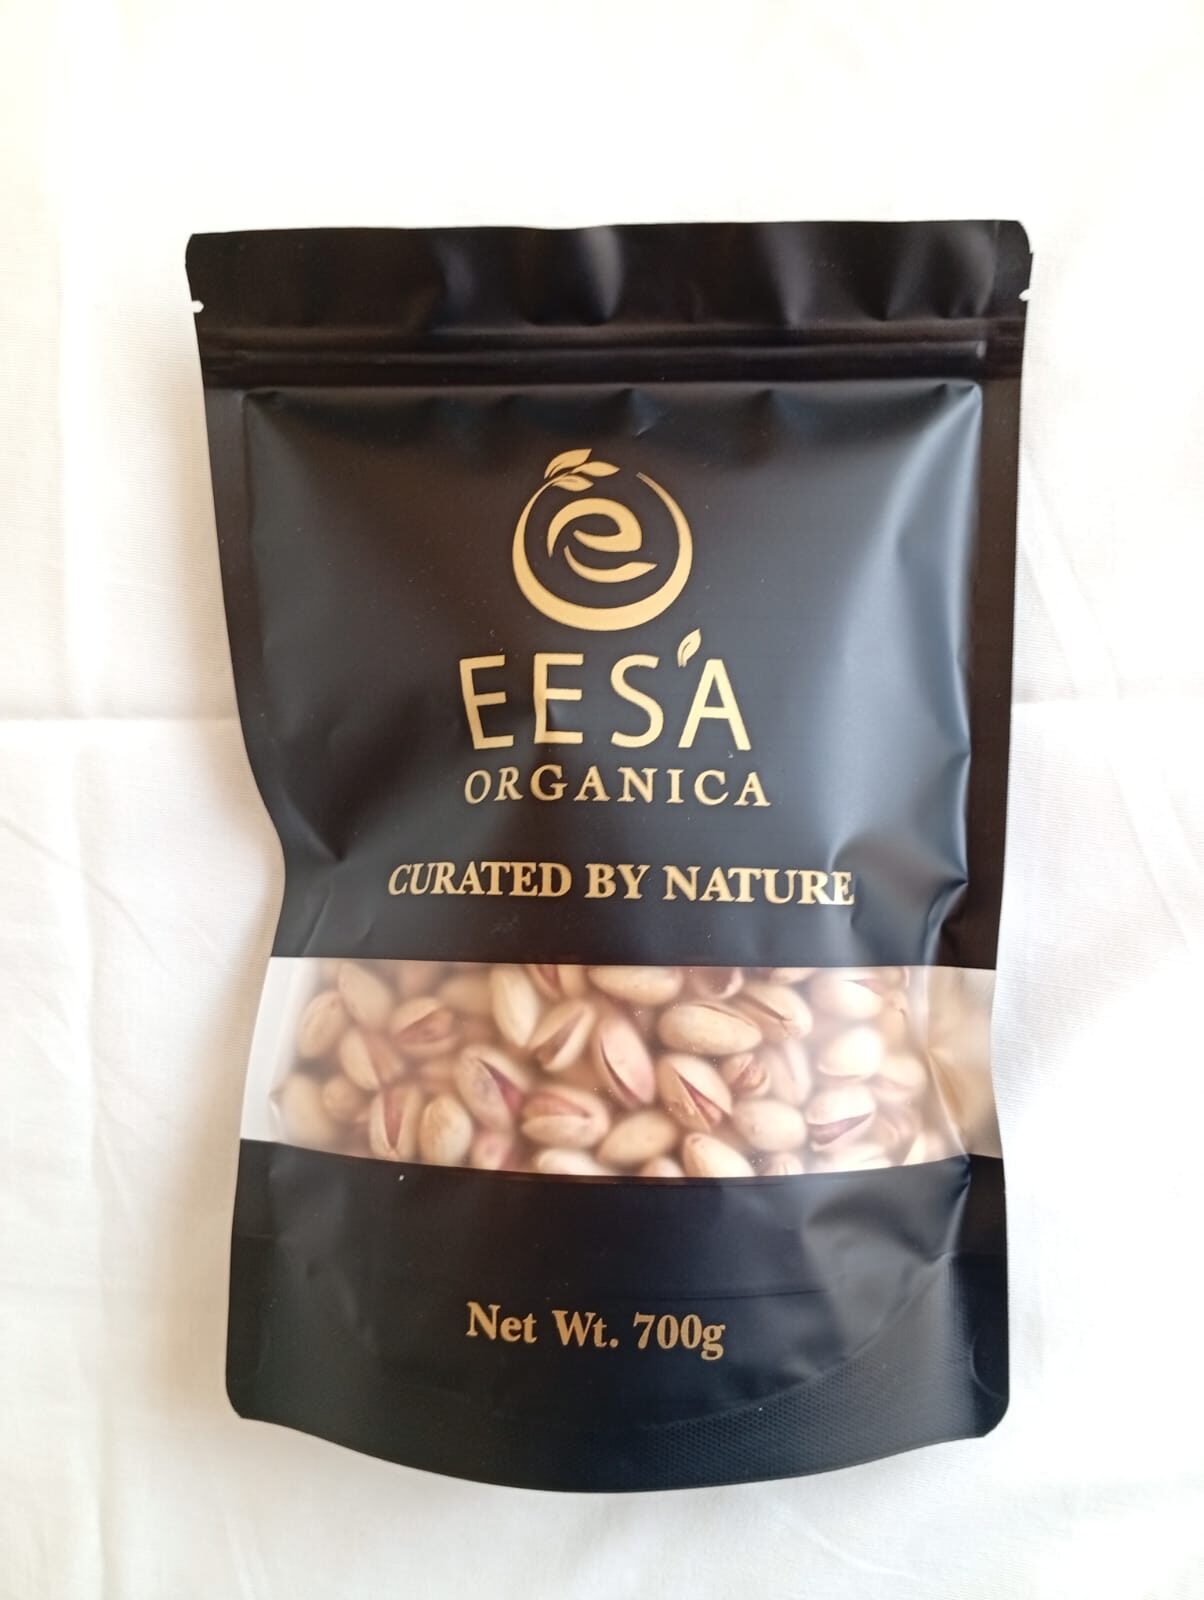 e
EES'A
ORGANICA
CURATED BY NATURE
Net Wt. 700g